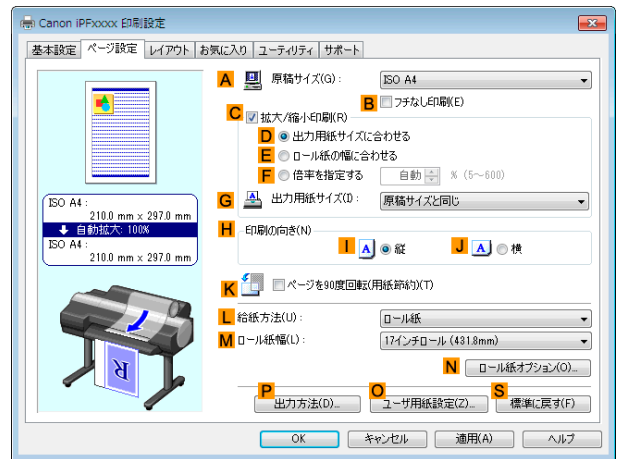 Canon iPFxxxx 印刷設定
基本設定 ページ設定 レイアウト お気に入り ユーティリティ サポート
A 原稿サイズ(G): ISO A4
B フチなし印刷(E)
C 拡大/縮小印刷(R)
D 出力用紙サイズに合わせる
E ロール紙の幅に合わせる
F 倍率を指定する 自動 % (5~600)
G 出力用紙サイズ(I): 原稿サイズと同じ
ISO A4 :
210.0 mm x 297.0 mm
自動拡大: 100%
ISO A4 :
210.0 mm x 297.0 mm
H 印刷の向き(N)
I A 縦 J A 横
K ページを90度回転(用紙節約)(T)
L 給紙方法(U): ロール紙
M ロール紙幅(L): 17インチロール (431.8mm)
N ロール紙オプション(O)...
R
P 出力方法(D)... O ユーザ用紙設定(Z)... S 標準に戻す(F)
OK キャンセル 適用(A) ヘルプ